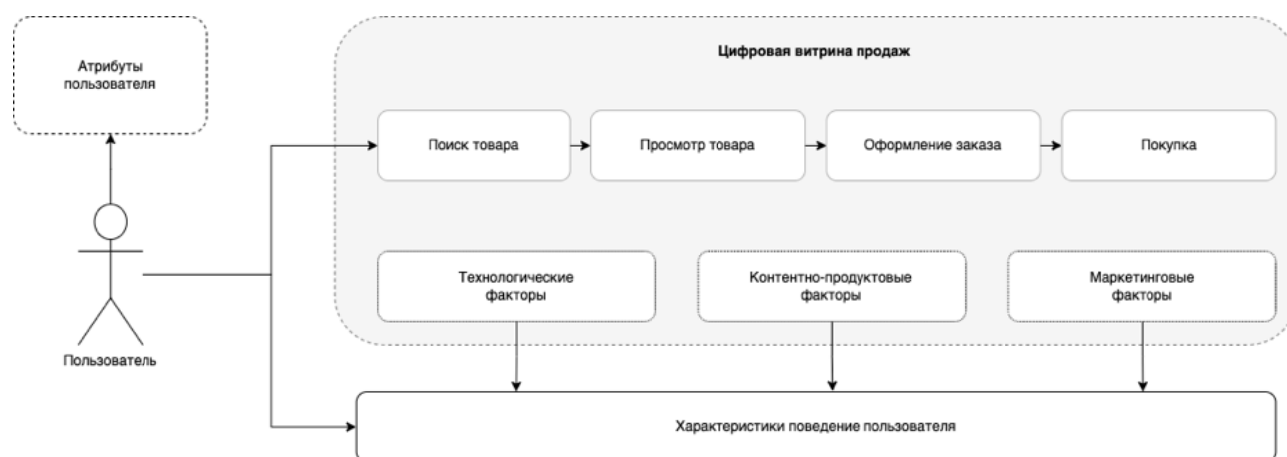 Атрибуты
пользователя
Цифровая витрина продаж
Поиск товара
Просмотр товара
Оформление заказа
Покупка
Технологические
факторы
Контентно-продуктовые
факторы
Маркетинговые
факторы
Пользователь
Характеристики поведение пользователя